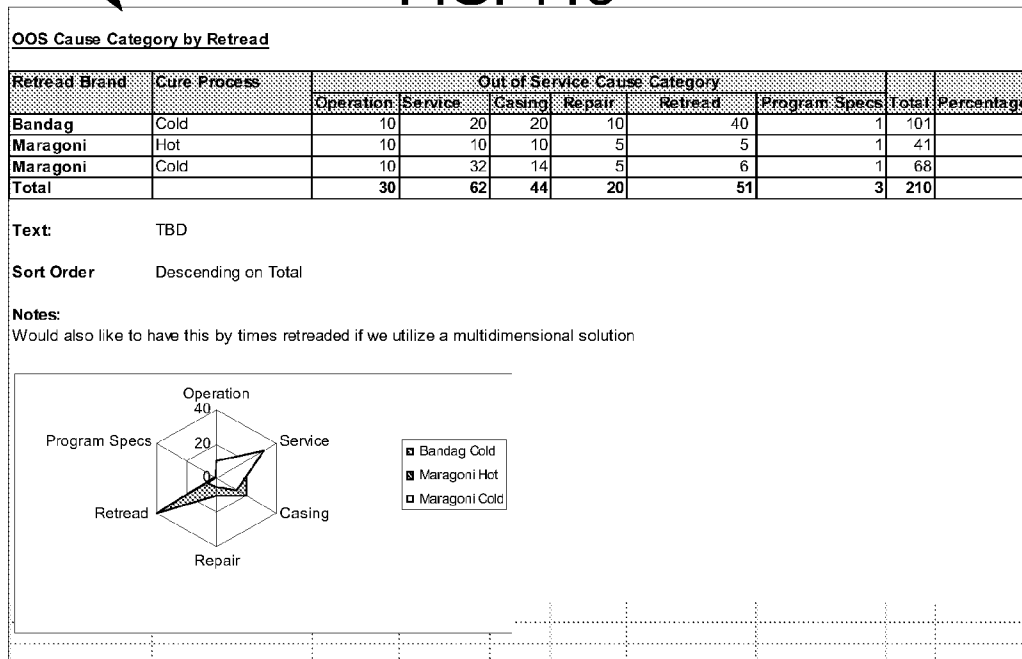 OOS Cause Category by Retread
Retread Brand Cure Process Out of Service Cause Category
Operation Service Casing Repair Retread Program Specs Total Percentage
Bandag Cold 10 20 20 10 40 1 101
Maragoni Hot 10 10 10 5 5 1 41
Maragoni Cold 10 32 14 5 6 1 68
Total 30 62 44 20 51 3 210
Text: TBD
Sort Order Descending on Total
Notes:
Would also like to have this by times retreaded if we utilize a multidimensional solution
Operation
40
Program Specs 20 Service
0
Retread Casing
Repair
Bandag Cold
Maragoni Hot
Maragoni Cold